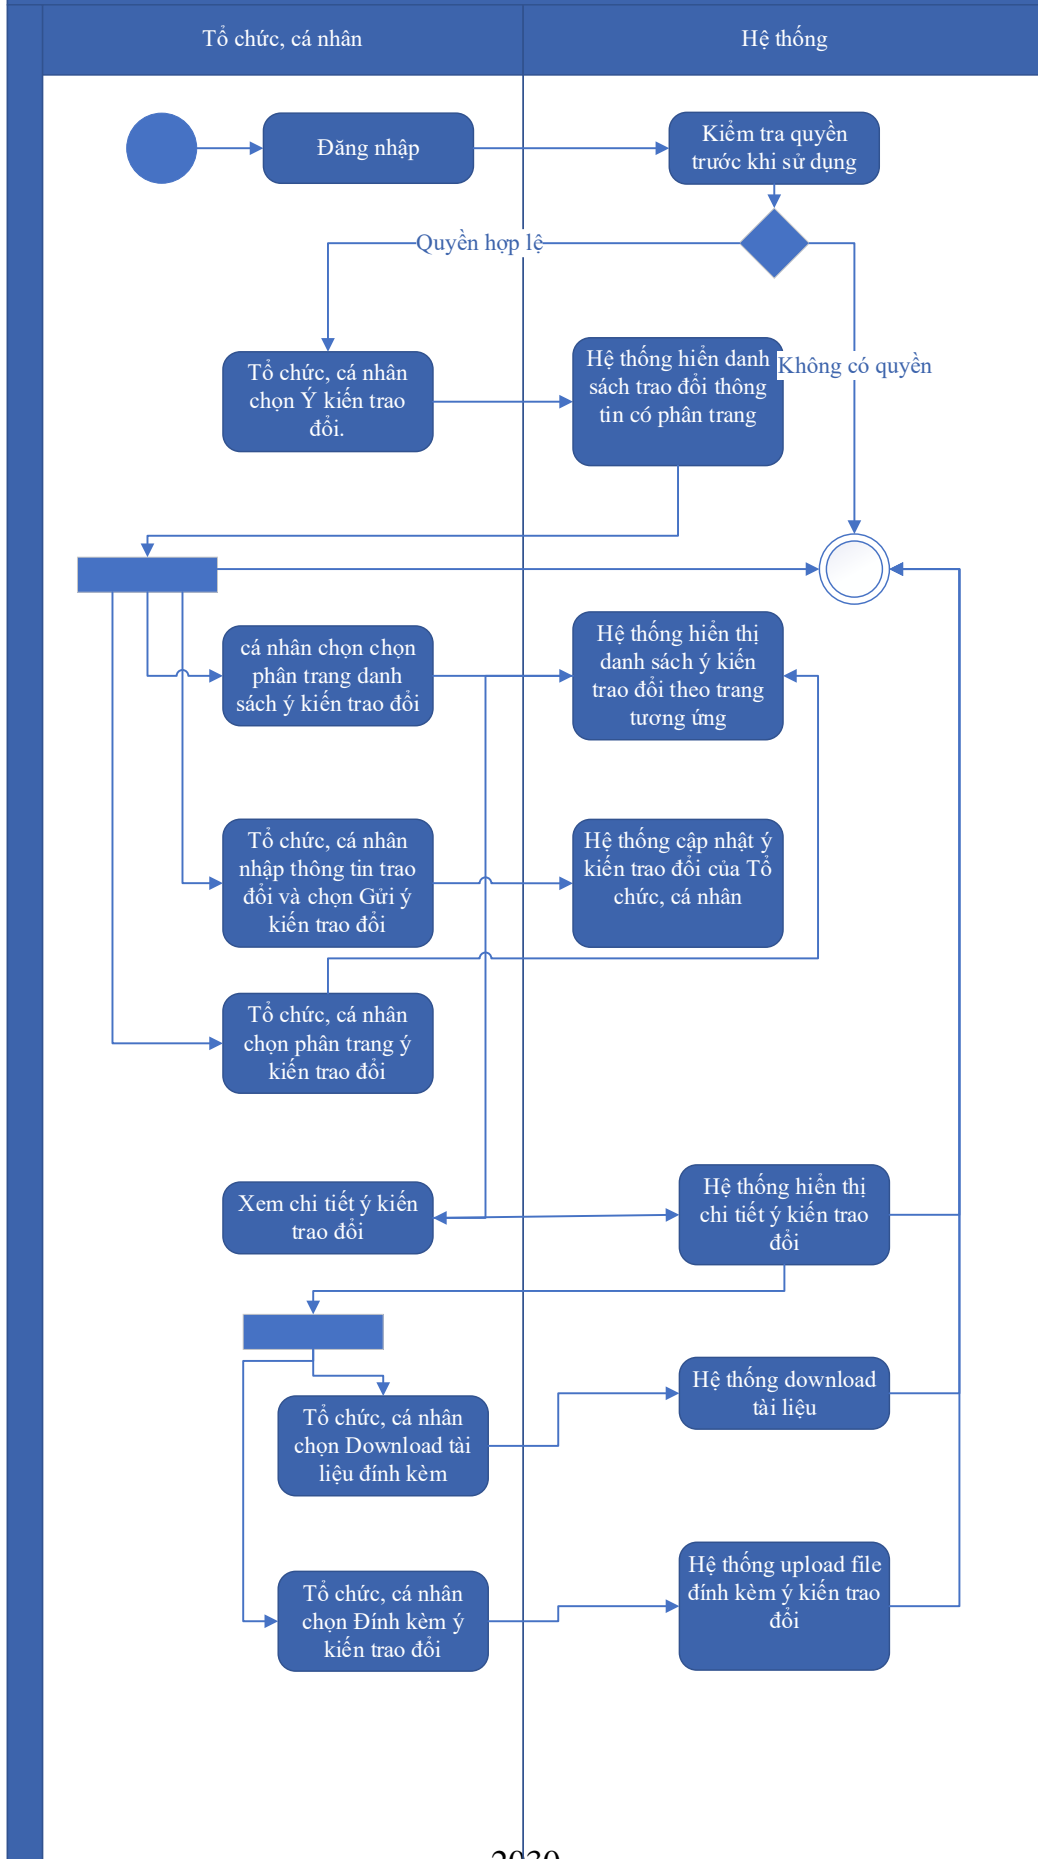 Tổ chức, cá nhân
Hệ thống
Đăng nhập
Kiểm tra quyền
trước khi sử dụng
Quyền hợp lệ
Không có quyền
Tổ chức, cá nhân
chọn Ý kiến trao
đổi.
Hệ thống hiển danh
sách trao đổi thông
tin có phân trang
cá nhân chọn chọn
phân trang danh
sách ý kiến trao đổi
Hệ thống hiển thị
danh sách ý kiến
trao đổi theo trang
tương ứng
Tổ chức, cá nhân
nhập thông tin trao
đổi và chọn Gửi ý
kiến trao đổi
Hệ thống cập nhật ý
kiến trao đổi của Tổ
chức, cá nhân
Tổ chức, cá nhân
chọn phân trang ý
kiến trao đổi
Xem chi tiết ý kiến
trao đổi
Hệ thống hiển thị
chi tiết ý kiến trao
đổi
Tổ chức, cá nhân
chọn Download tài
liệu đính kèm
Hệ thống download
tài liệu
Tổ chức, cá nhân
chọn Đính kèm ý
kiến trao đổi
Hệ thống upload file
đính kèm ý kiến trao
đổi
2030